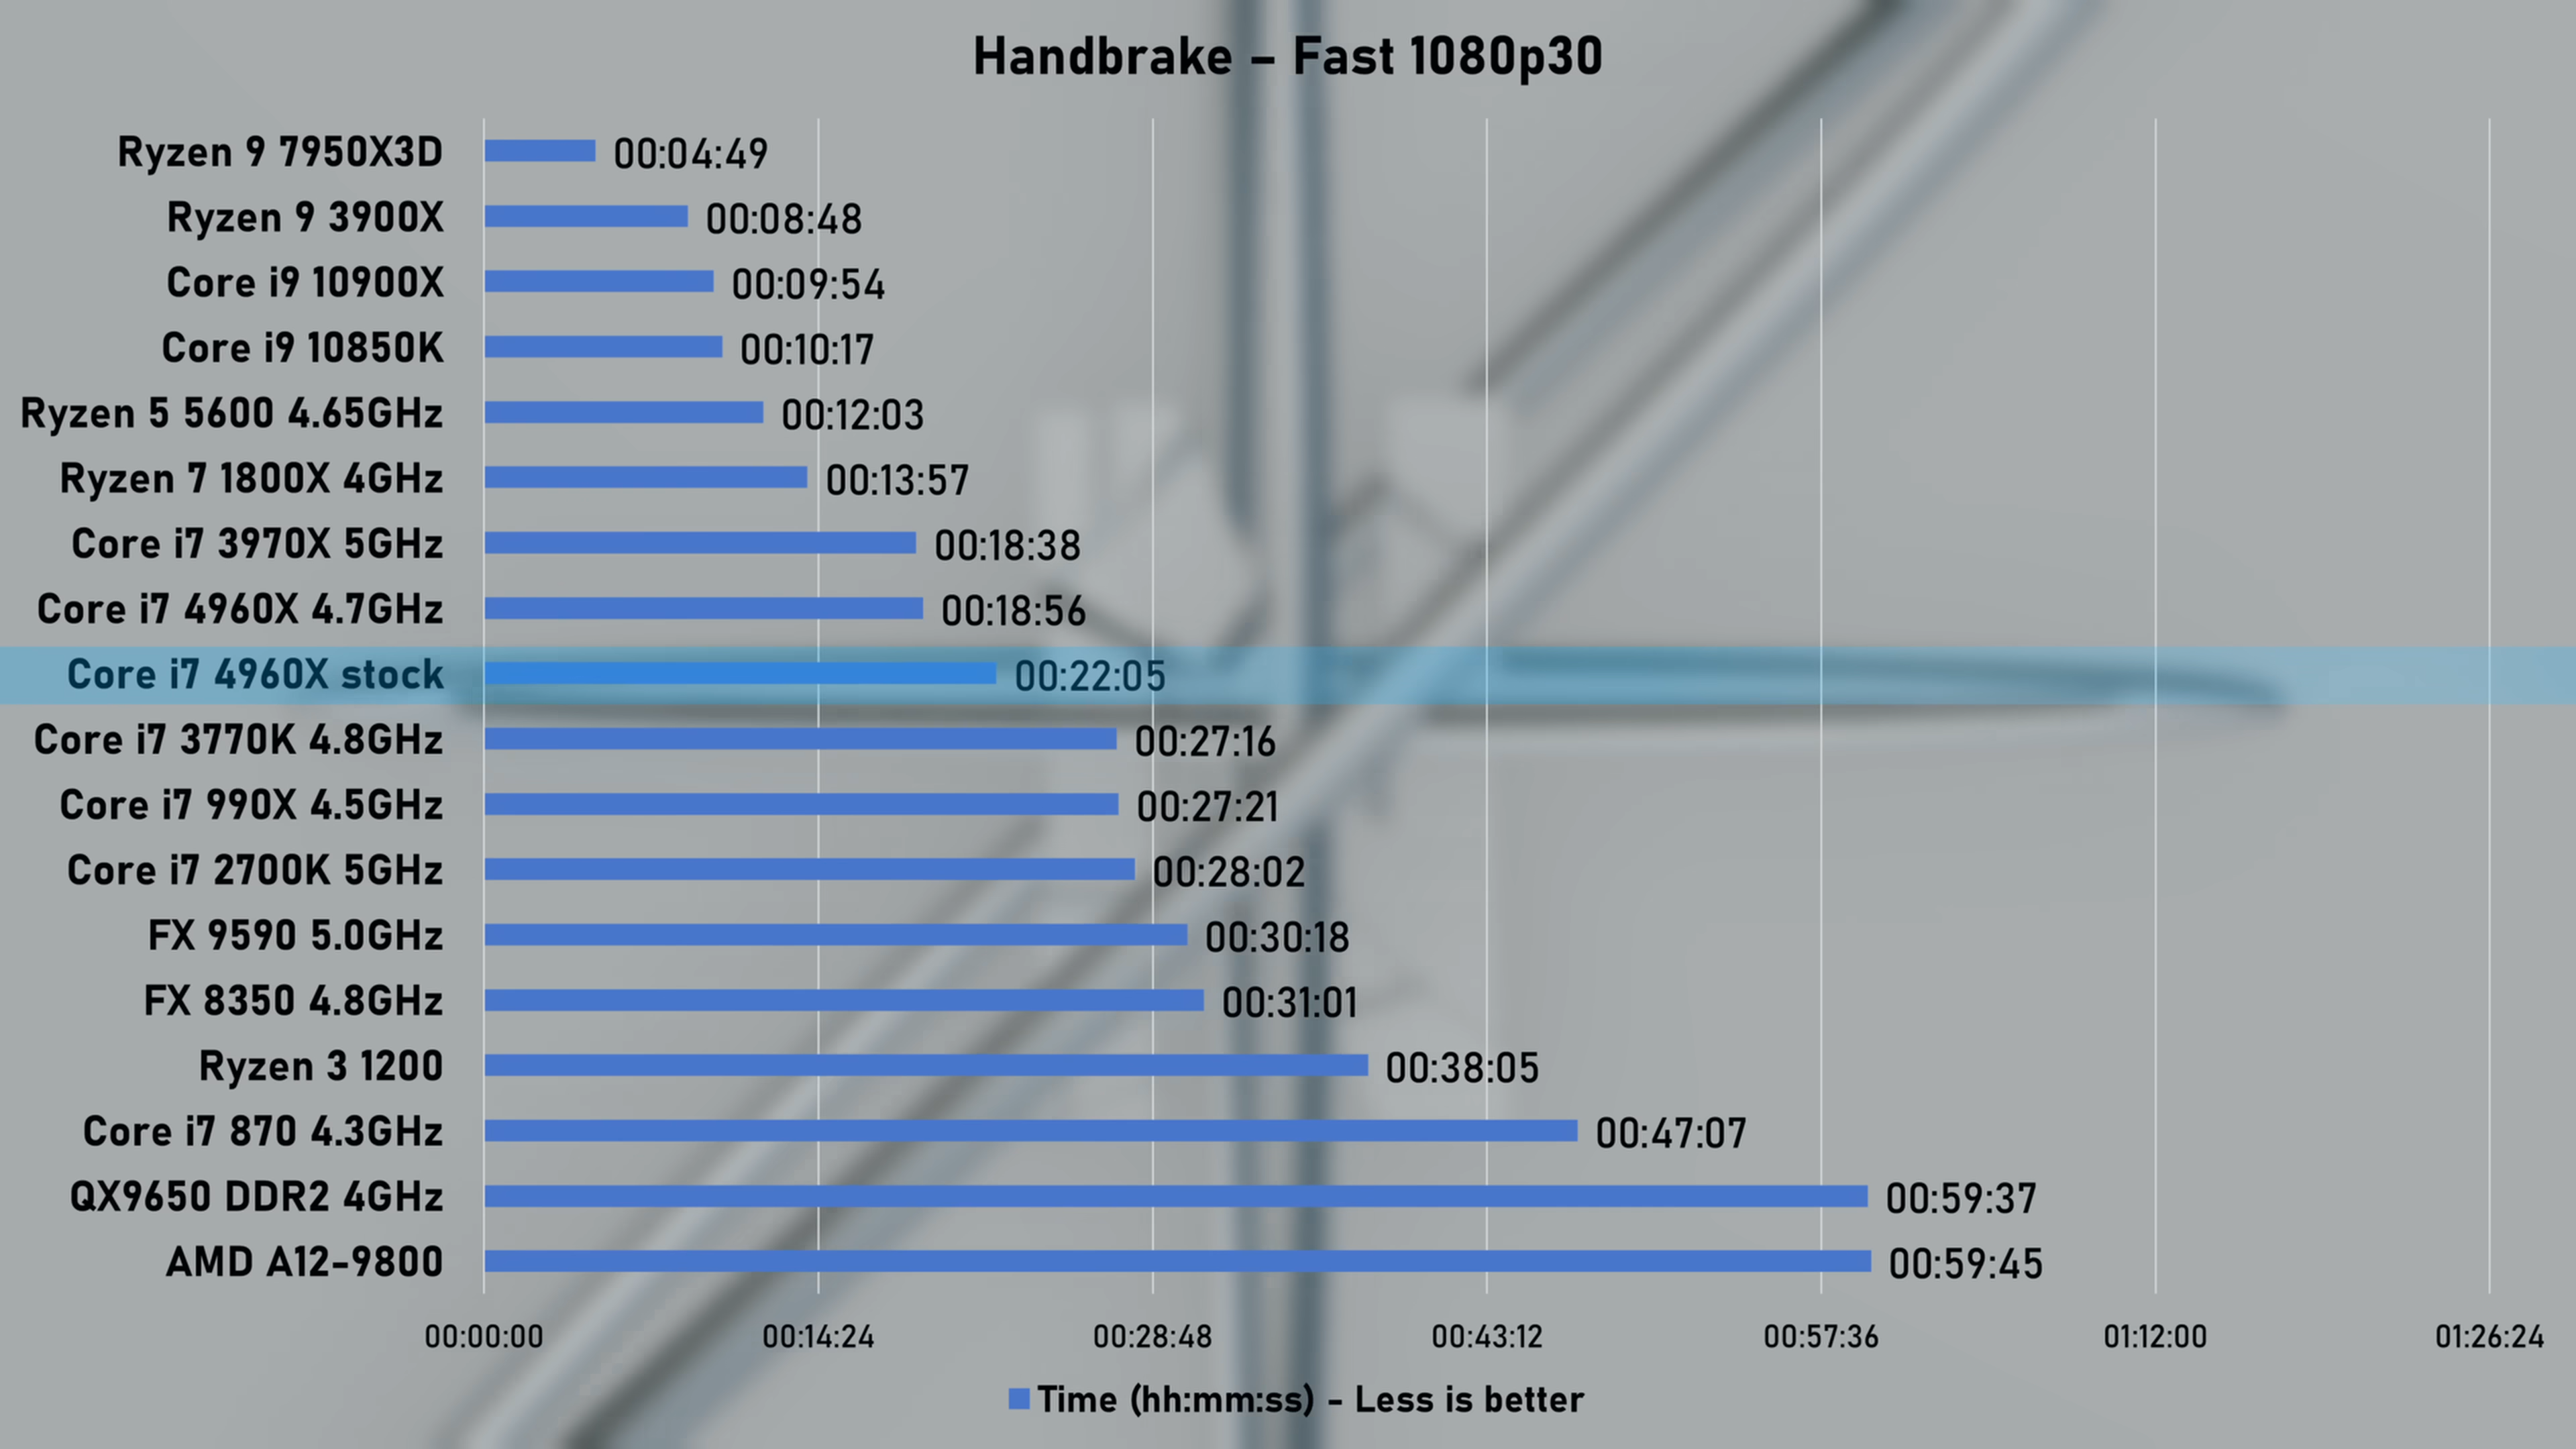 Handbrake – Fast 1080p30
Ryzen 9 7950X3D 00:04:49
Ryzen 9 3900X 00:08:48
Core i9 10900X 00:09:54
Core i9 10850K 00:10:17
Ryzen 5 5600 4.65GHz 00:12:03
Ryzen 7 1800X 4GHz 00:13:57
Core i7 3970X 5GHz 00:18:38
Core i7 4960X 4.7GHz 00:18:56
Core i7 4960X stock 00:22:05
Core i7 3770K 4.8GHz 00:27:16
Core i7 990X 4.5GHz 00:27:21
Core i7 2700K 5GHz 00:28:02
FX 9590 5.0GHz 00:30:18
FX 8350 4.8GHz 00:31:01
Ryzen 3 1200 00:38:05
Core i7 870 4.3GHz 00:47:07
QX9650 DDR2 4GHz 00:59:37
AMD A12-9800 00:59:45
00:00:00 00:14:24 00:28:48 00:43:12 00:57:36 01:12:00 01:26:24
Time (hh:mm:ss) - Less is better